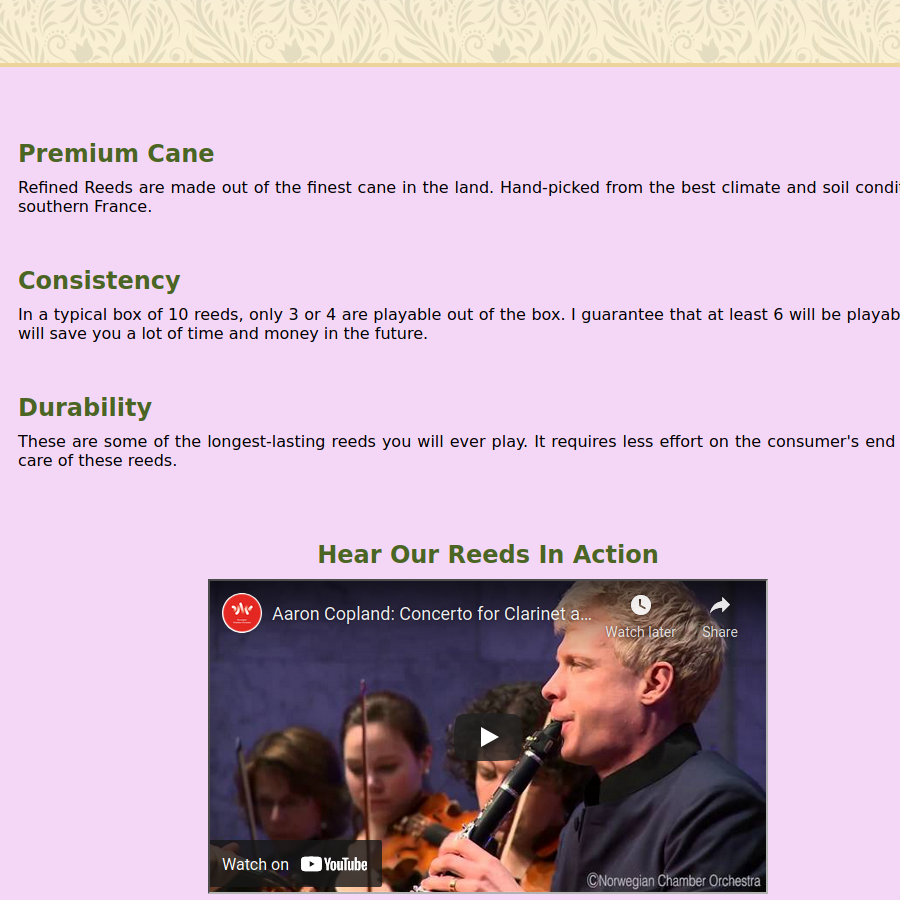 Premium Cane
Refined Reeds are made out of the finest cane in the land. Hand-picked from the best climate and soil
southern France.
Consistency
In a typical box of 10 reeds, only 3 or 4 are playable out of the box. I guarantee that at least 6 will be
will save you a lot of time and money in the future.
Durability
These are some of the longest-lasting reeds you will ever play. It requires less effort on the consumer's end
care of these reeds.
Hear Our Reeds In Action
Aaron Copland: Concerto for Clarinet a...
Watch later Share
Watch on YouTube
©Norwegian Chamber Orchestra